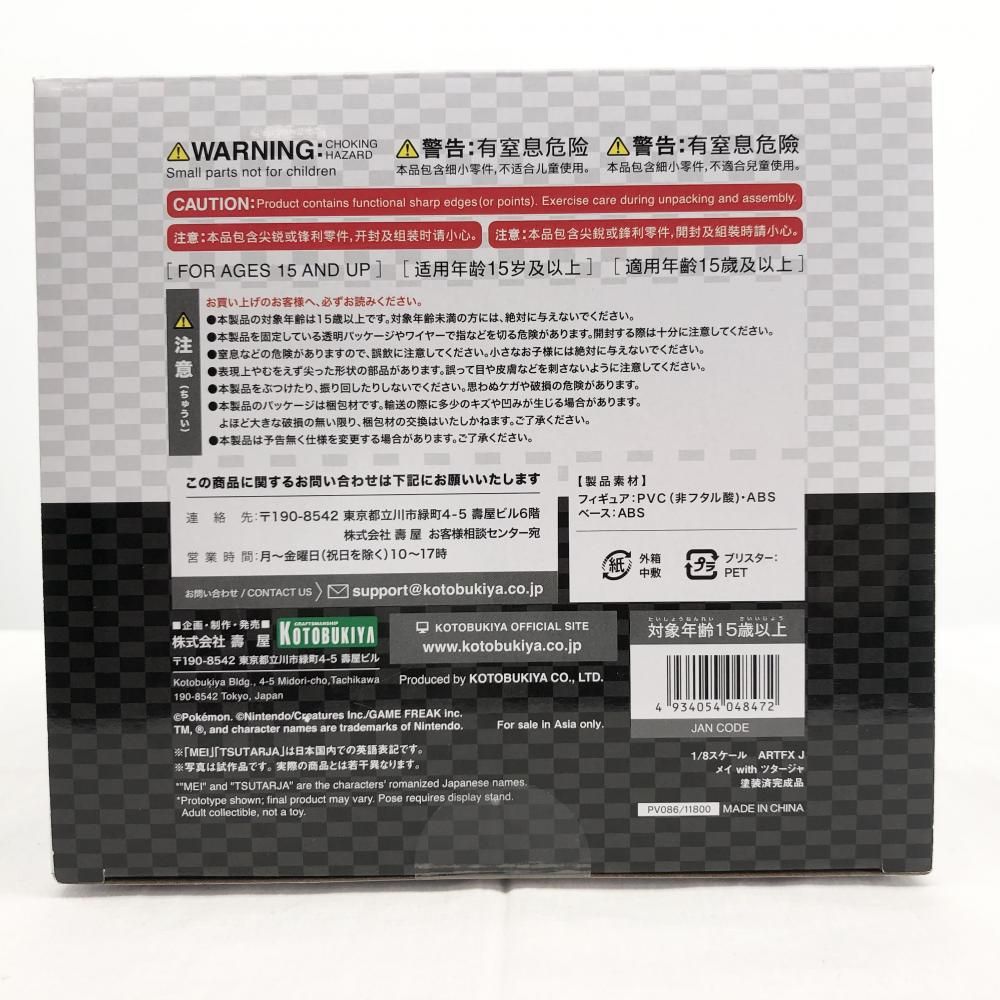 WARNING: CHOKING HAZARD
Small parts not for children
警告:有窒息危险
本品包含细小零件,不适合儿童使用。
警告:有窒息危險
本品包含細小零件,不適合兒童使用。
CAUTION: Product contains functional sharp edges(or points). Exercise care during unpacking and assembly.
注意:本品包含尖锐或锋利零件,开封及组装时请小心。
注意:本品包含尖銳或鋒利零件,開封及組裝時請小心。
[FOR AGES 15 AND UP] [适用年龄15岁及以上] [適用年齡15歲及以上]
注意(ちゅうい)
お買い上げのお客様へ、必ずお読みください。
●本製品の対象年齢は15歳以上です。対象年齢未満の方には、絶対に与えないでください。
●本製品を固定している透明パッケージやワイヤーで指などを切る危険があります。開封する際は十分に注意してください。
●窒息などの危険がありますので、誤飲に注意してください。小さなお子様には絶対に与えないでください。
●表現上やむをえず尖った形状の部品があります。誤って目や皮膚などを刺さないように注意してください。
●本製品をぶつけたり、振り回したりしないでください。思わぬケガや破損の危険があります。
●本製品のパッケージは梱包材です。輸送の際に多少のキズや凹みが生じる場合があります。
よほど大きな破損の無い限り、梱包材の交換はいたしかねます。ご了承ください。
●本製品は予告無く仕様を変更する場合があります。ご了承ください。
この商品に関するお問い合わせは下記にお願いいたします
連絡先:〒190-8542 東京都立川市緑町4-5 壽屋ビル6階
株式会社 壽屋 お客様相談センター宛
営業時間:月〜金曜日(祝日を除く)10〜17時
お問い合わせ / CONTACT US support@kotobukiya.co.jp
【製品素材】
フィギュア:PVC(非フタル酸)・ABS
ベース:ABS
紙 外箱 中敷
プラ ブリスター: PET
■企画・制作・発売■
株式会社 壽屋
CRAFTSMANSHIP
KOTOBUKIYA
〒190-8542 東京都立川市緑町4-5 壽屋ビル
Kotobukiya Bldg., 4-5 Midori-cho,Tachikawa
190-8542 Tokyo, Japan
KOTOBUKIYA OFFICIAL SITE
www.kotobukiya.co.jp
Produced by KOTOBUKIYA CO., LTD.
©Pokémon. ©Nintendo/Creatures Inc./GAME FREAK inc.
TM, ®, and character names are trademarks of Nintendo.
For sale in Asia only.
※「MEI」「TSUTARJA」は日本国内での英語表記です。
※写真は試作品です。実際の商品とは若干異なります。
*"MEI" and "TSUTARJA" are the characters' romanized Japanese names.
*Prototype shown; final product may vary. Pose requires display stand.
Adult collectible, not a toy.
たいしょうねんれい さいいじょう
対象年齢15歳以上
4 934054 048472
JAN CODE
1/8スケール ARTFX J
メイ with ツタージャ
塗装済完成品
PV086/11800 MADE IN CHINA